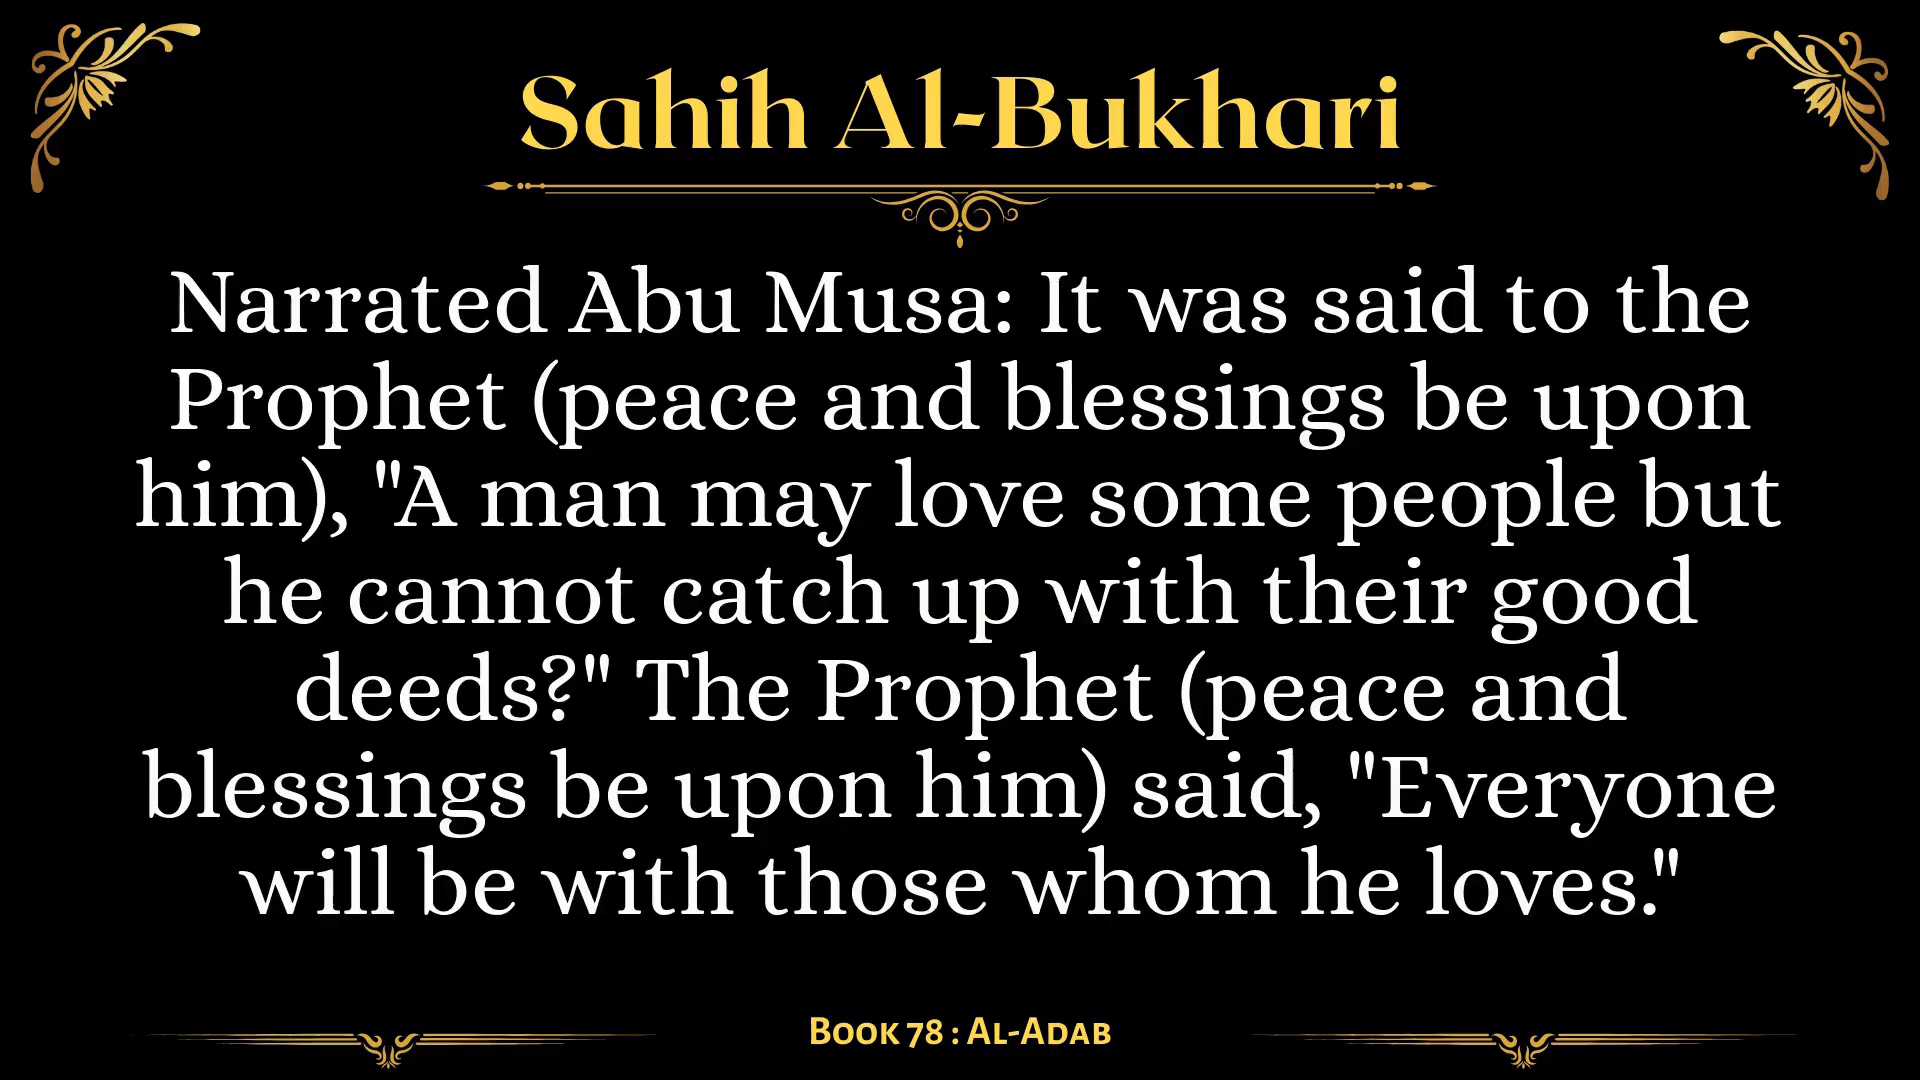 Sahih Al-Bukhari
Narrated Abu Musa: It was said to the
Prophet (peace and blessings be upon
him), "A man may love some people but
he cannot catch up with their good
deeds?" The Prophet (peace and
blessings be upon him) said, "Everyone
will be with those whom he loves."
Book 78 : Al-Adab